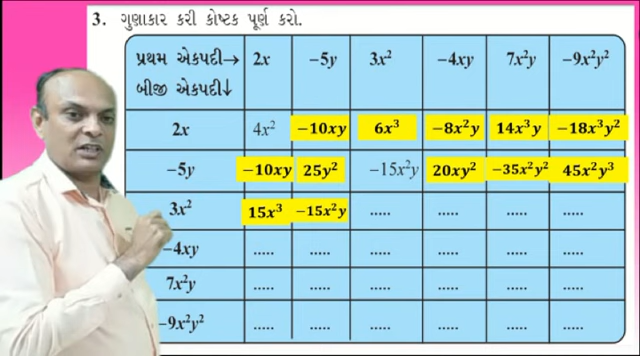 3. ગુણાકાર કરી કોષ્ટક પૂર્ણ કરો.
પ્રથમ એકપદી→ 2x −5y 3x² −4xy 7x²y −9x²y²
બીજી એકપદી↓
2x 4x² −10xy 6x³ −8x²y 14x³y −18x³y²
−5y −10xy 25y² −15x²y 20xy² −35x²y² 45x²y³
3x² 15x³ −15x²y ..... ..... ..... .....
−4xy ..... ..... ..... ..... ..... .....
7x²y ..... ..... ..... ..... ..... .....
−9x²y² ..... ..... ..... ..... ..... .....